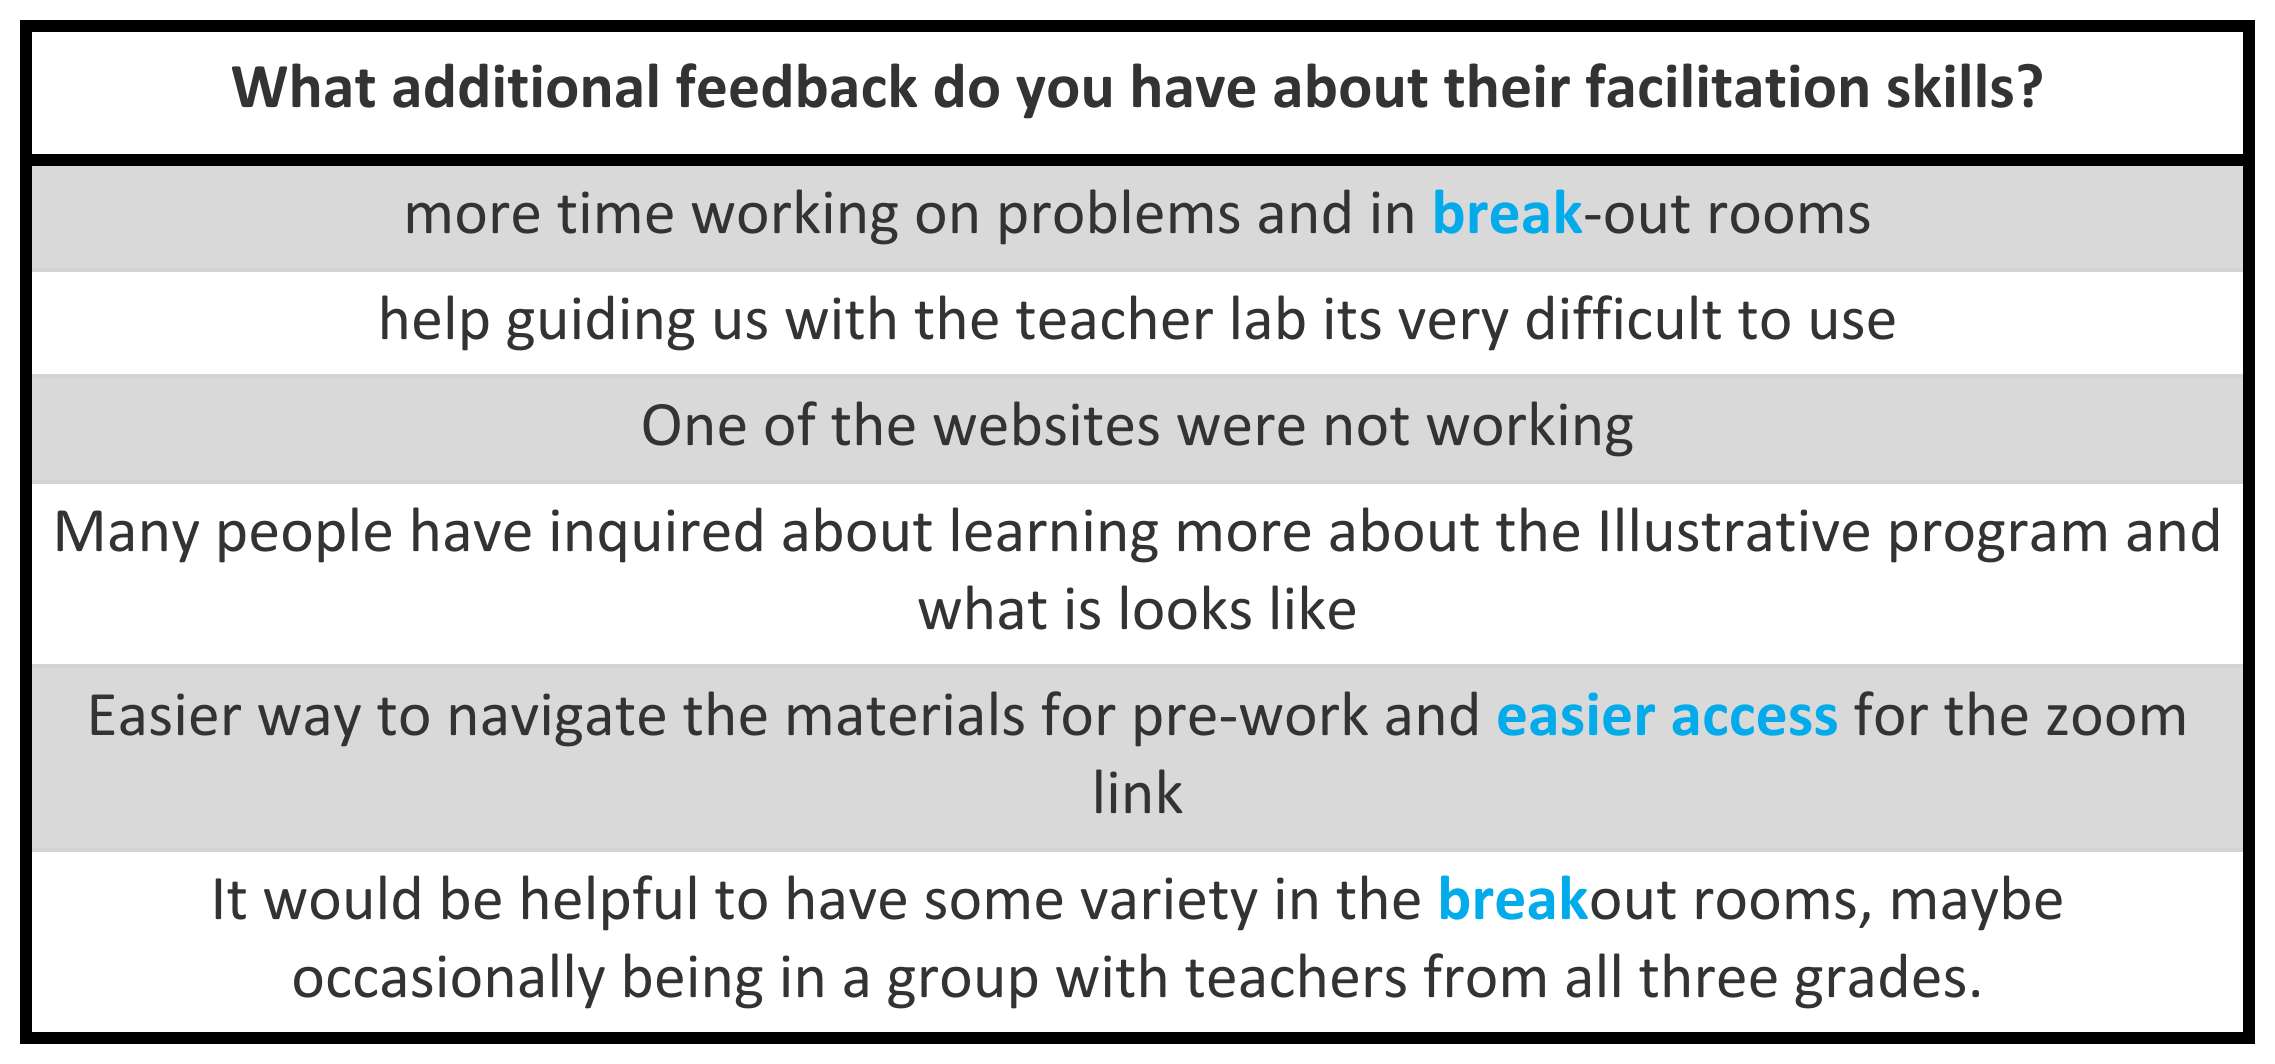 What additional feedback do you have about their facilitation skills?
more time working on problems and in break-out rooms
help guiding us with the teacher lab its very difficult to use
One of the websites were not working
Many people have inquired about learning more about the Illustrative program and
what is looks like
Easier way to navigate the materials for pre-work and easier access for the zoom
link
It would be helpful to have some variety in the breakout rooms, maybe
occasionally being in a group with teachers from all three grades.